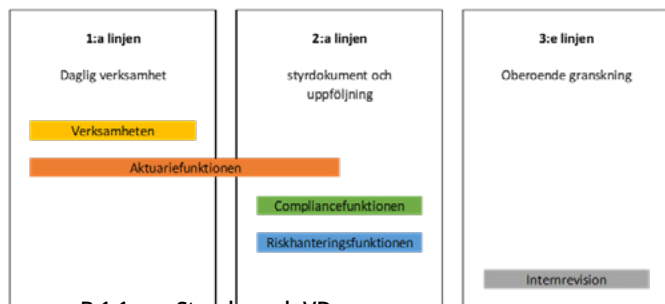 1:a linjen
Daglig verksamhet
2:a linjen
styrdokument och
uppföljning
3:e linjen
Oberoende granskning
Verksamheten
Aktuariefunktionen
Compliancefunktionen
Riskhanteringsfunktionen
Internrevision